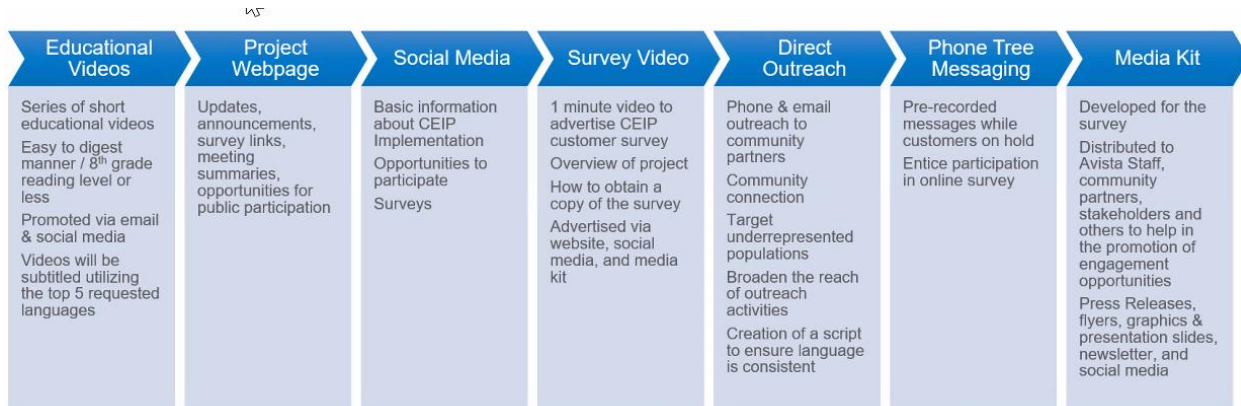 Educational
Videos
Series of short
educational videos
Easy to digest
manner / 8th grade
reading level or
less
Promoted via email
& social media
Videos will be
subtitled utilizing
the top 5 requested
languages
Project
Webpage
Updates,
announcements,
survey links,
meeting
summaries,
opportunities for
public participation
Social Media
Basic information
about CEIP
Implementation
Opportunities to
participate
Surveys
Survey Video
1 minute video to
advertise CEIP
customer survey
Overview of project
How to obtain a
copy of the survey
Advertised via
website, social
media, and media
kit
Direct
Outreach
Phone & email
outreach to
community
partners
Community
connection
Target
underrepresented
populations
Broaden the reach
of outreach
activities
Creation of a script
to ensure language
is consistent
Phone Tree
Messaging
Pre-recorded
messages while
customers on hold
Entice participation
in online survey
Media Kit
Developed for the
survey
Distributed to
Avista Staff,
community
partners,
stakeholders and
others to help in
the promotion of
engagement
opportunities
Press Releases,
flyers, graphics &
presentation slides,
newsletter, and
social media